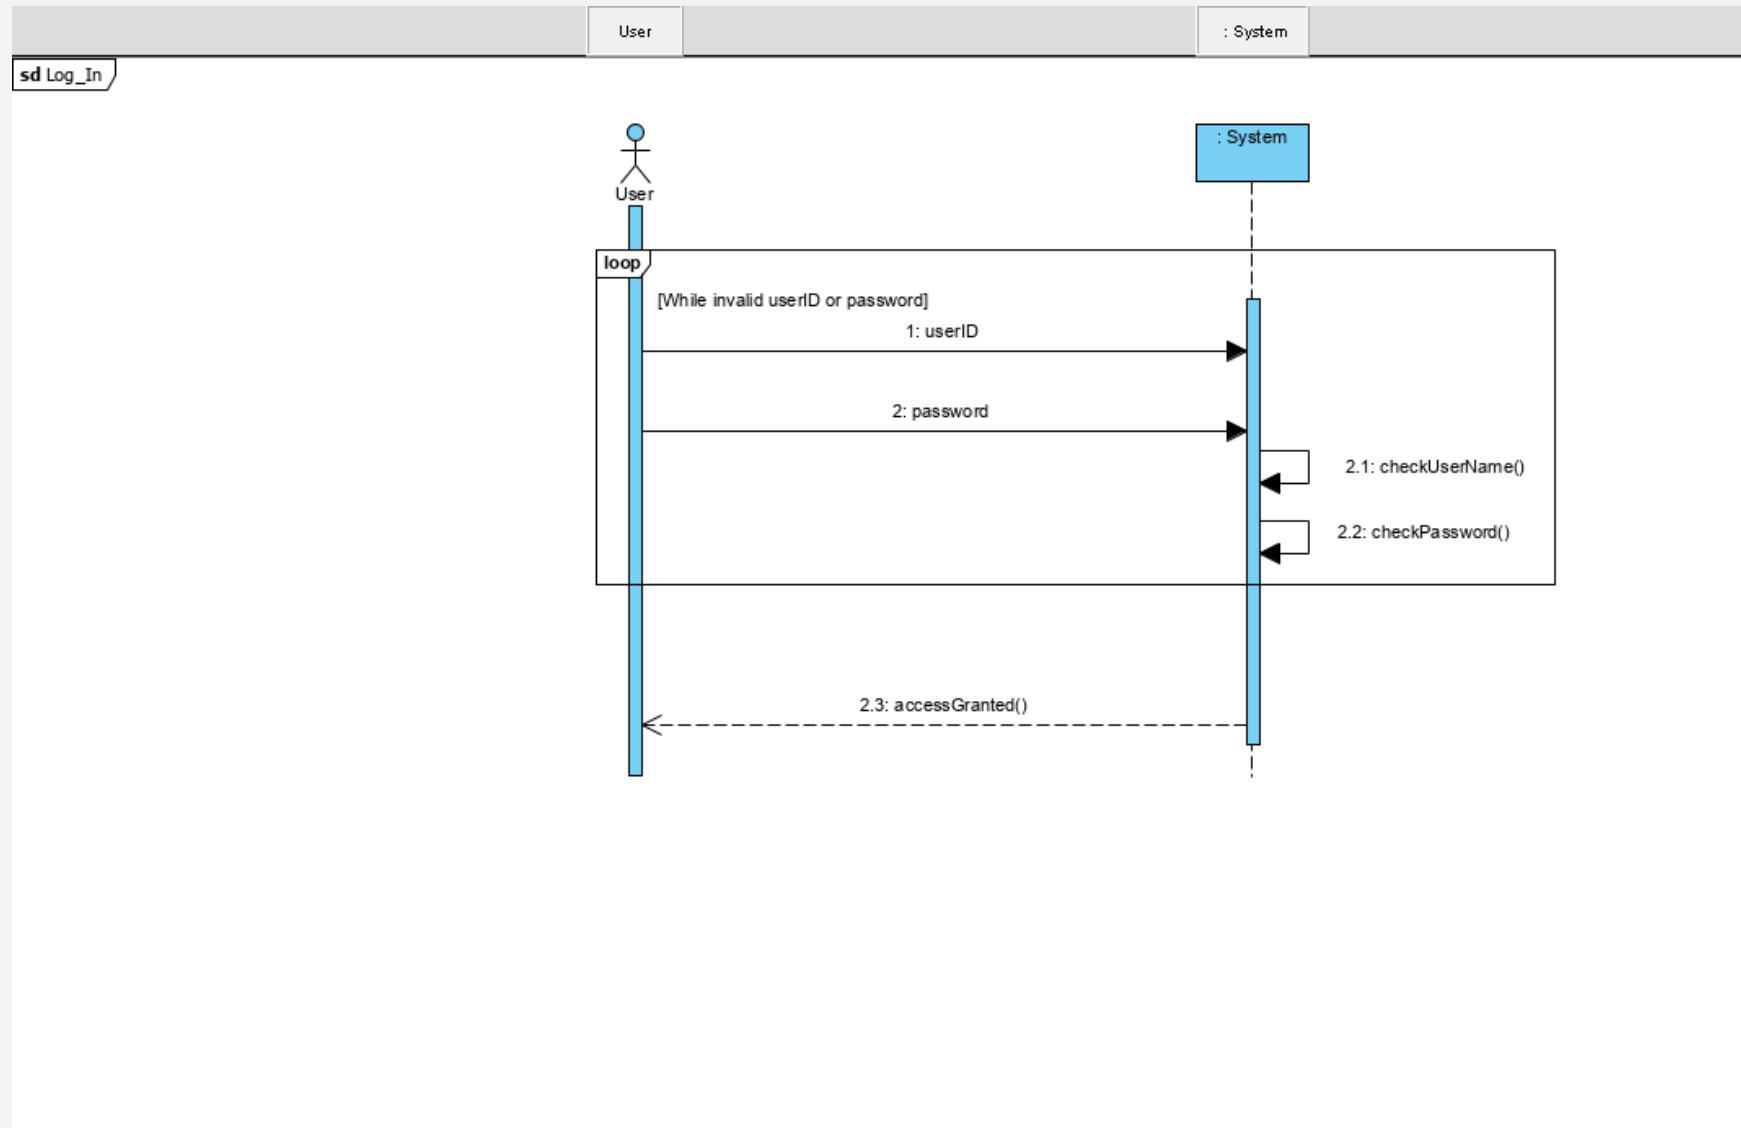 User
: System
sd Log_In
: System
User
loop
[While invalid userID or password]
1: userID
2: password
2.1: checkUserName()
2.2: checkPassword()
2.3: accessGranted()